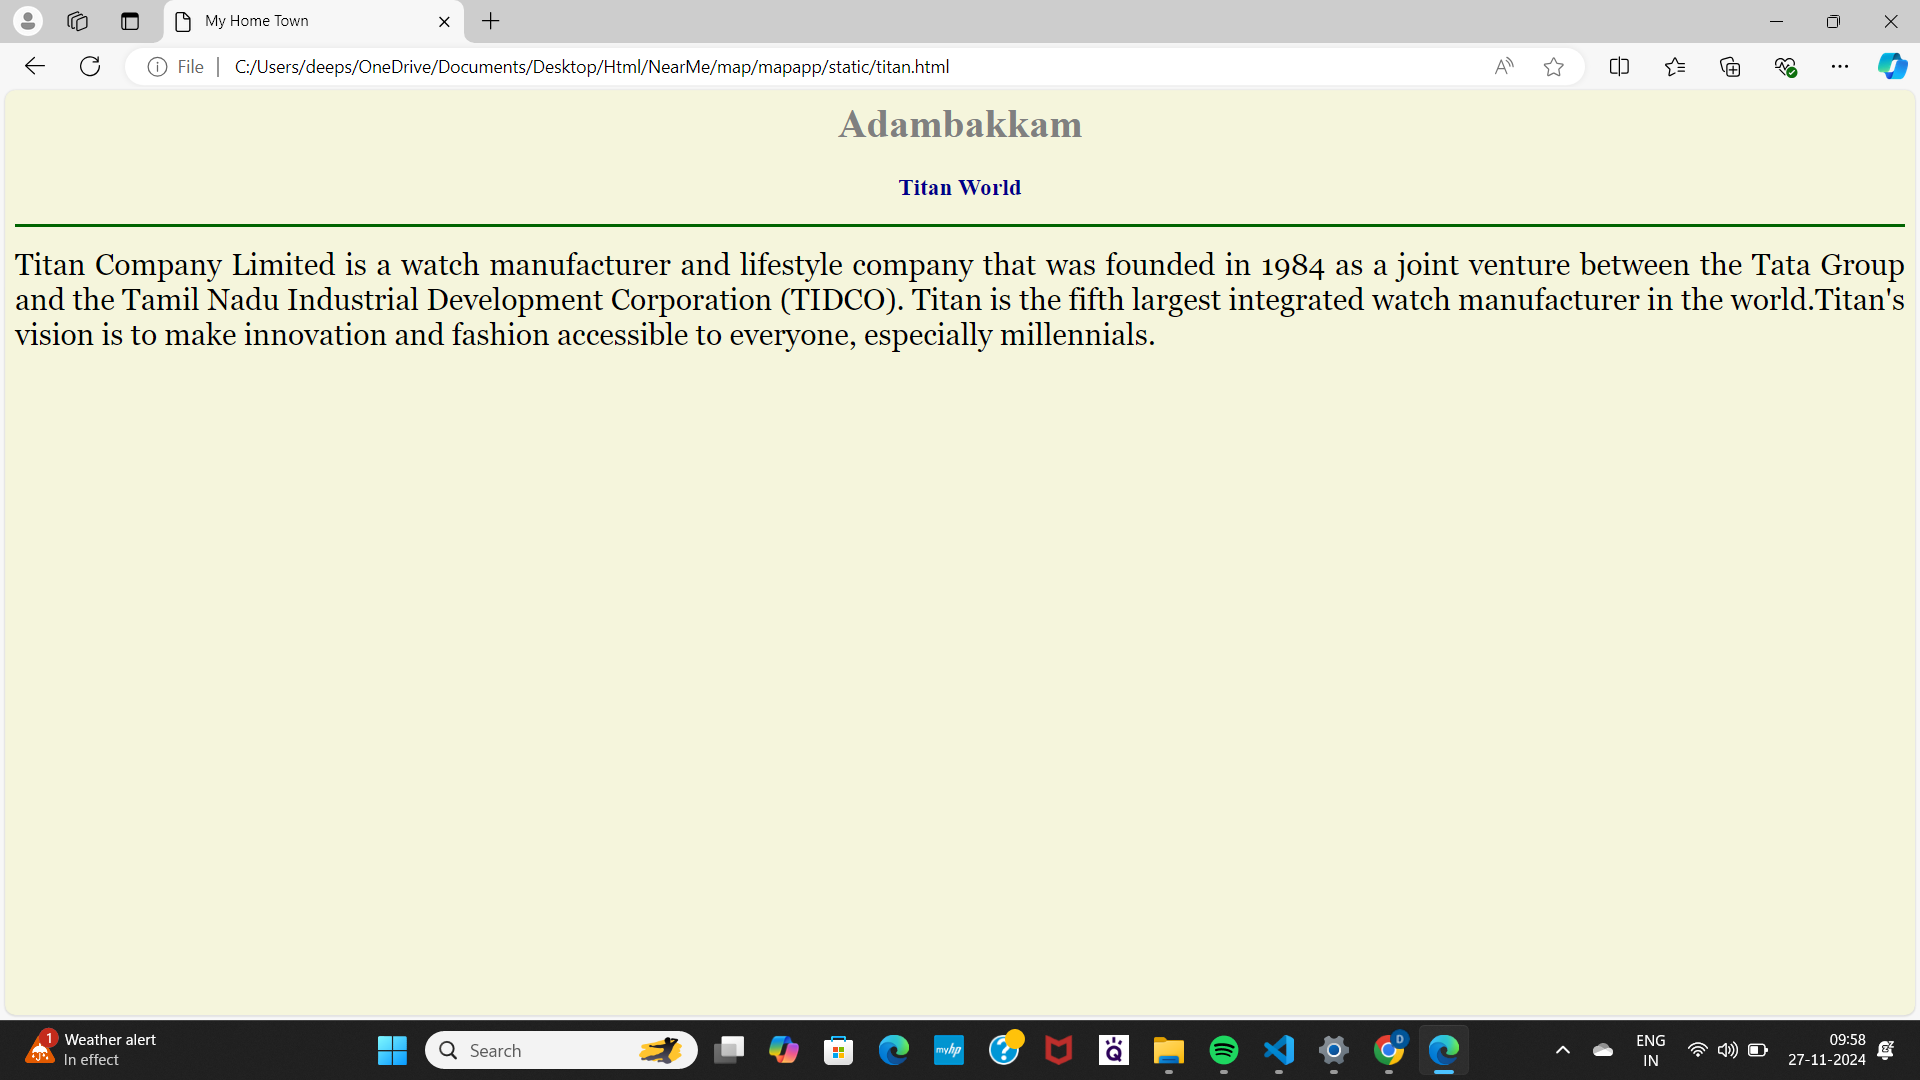 My Home Town
File
C:/Users/deeps/OneDrive/Documents/Desktop/Html/NearMe/map/mapapp/static/titan.html
Adambakkam
Titan World
Titan Company Limited is a watch manufacturer and lifestyle company that was founded in 1984 as a joint venture between the Tata Group
and the Tamil Nadu Industrial Development Corporation (TIDCO). Titan is the fifth largest integrated watch manufacturer in the world.Titan's
vision is to make innovation and fashion accessible to everyone, especially millennials.
1
Weather alert
In effect
Search
myhp
D
ENG
IN
09:58
27-11-2024